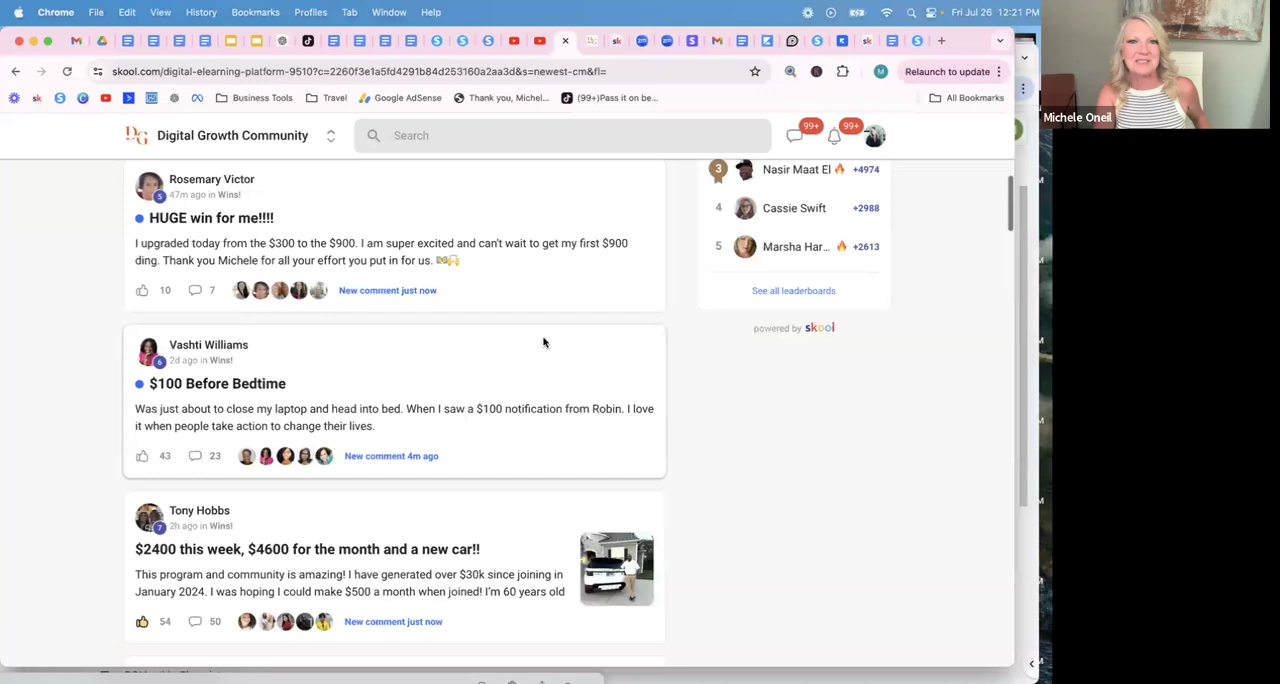 Chrome File Edit View History Bookmarks Profiles Tab Window Help
Fri Jul 26 12:21 PM
skool.com/digital-elearning-platform-9510?c=2260f3e1a5fd4291b84d253160a2aa3d&s=newest-cm&fl=
Relaunch to update
Business Tools Travel Google AdSense Thank you, Michel... (99+)Pass it on be... All Bookmarks
Michele Oneil
DG Digital Growth Community
Search
99+ 99+
Rosemary Victor
5
47m ago in Wins!
HUGE win for me!!!!
I upgraded today from the $300 to the $900. I am super excited and can't wait to get my first $900
ding. Thank you Michele for all your effort you put in for us.
10 7 New comment just now
Vashti Williams
6
2d ago in Wins!
$100 Before Bedtime
Was just about to close my laptop and head into bed. When I saw a $100 notification from Robin. I love
it when people take action to change their lives.
43 23 New comment 4m ago
Tony Hobbs
7
2h ago in Wins!
$2400 this week, $4600 for the month and a new car!!
This program and community is amazing! I have generated over $30k since joining in
January 2024. I was hoping I could make $500 a month when joined! I'm 60 years old
54 50 New comment just now
3 Nasir Maat El +4974
4 Cassie Swift +2988
5 Marsha Har... +2613
See all leaderboards
powered by skool